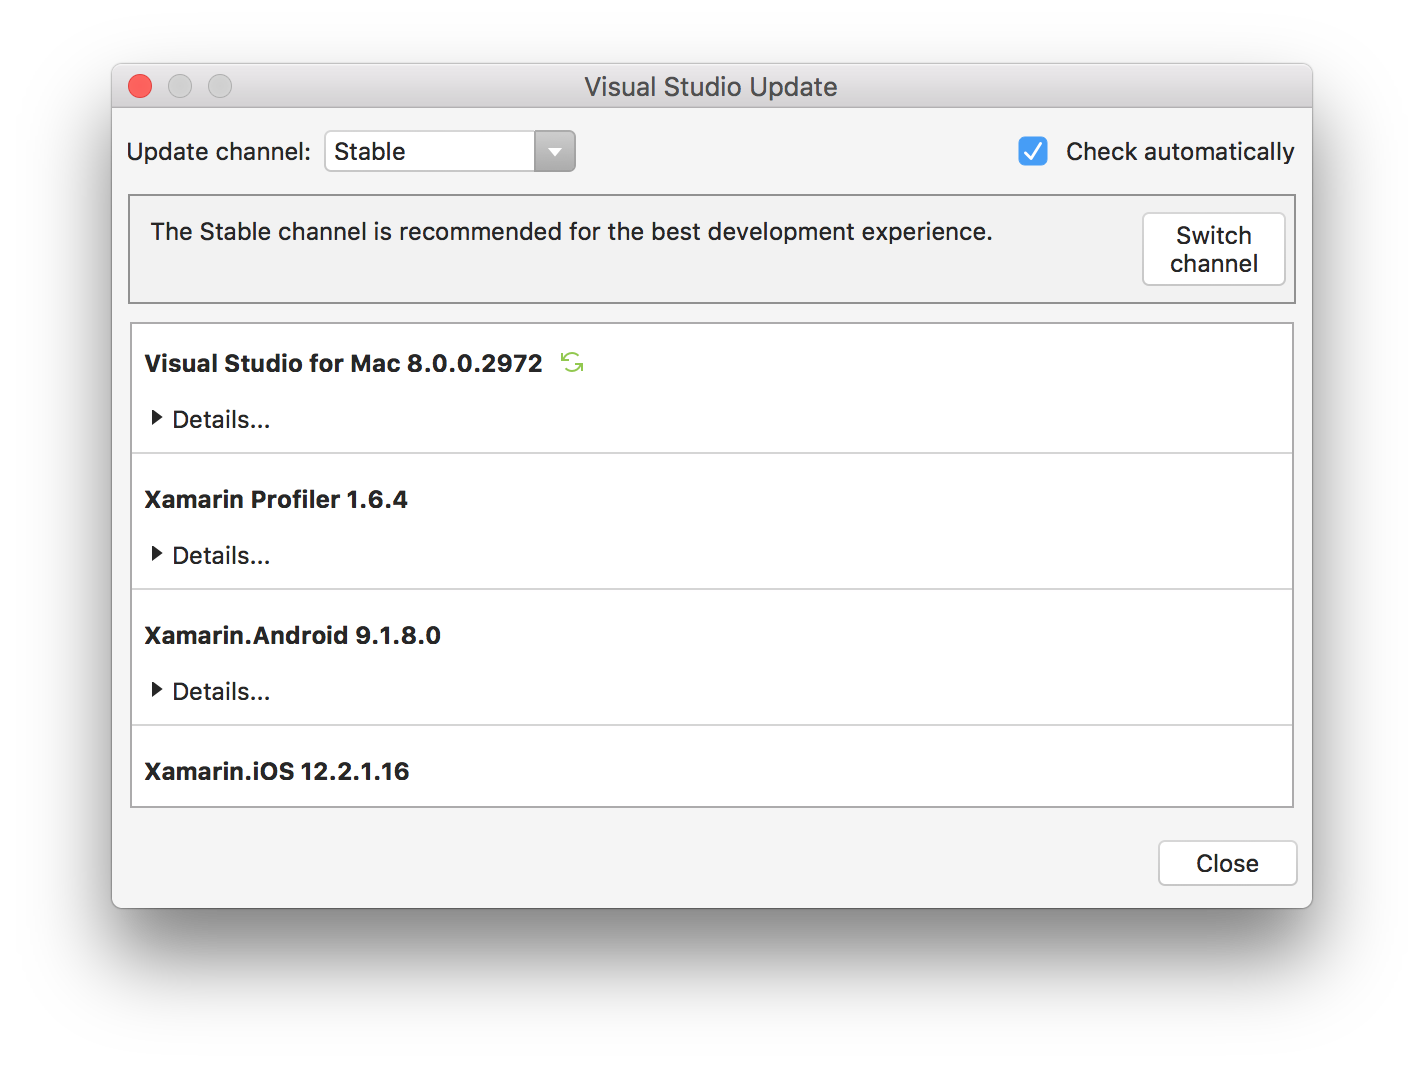 Visual Studio Update
Update channel: Stable Check automatically
The Stable channel is recommended for the best development experience.
Switch
channel
Visual Studio for Mac 8.0.0.2972
Details...
Xamarin Profiler 1.6.4
Details...
Xamarin.Android 9.1.8.0
Details...
Xamarin.iOS 12.2.1.16
Close